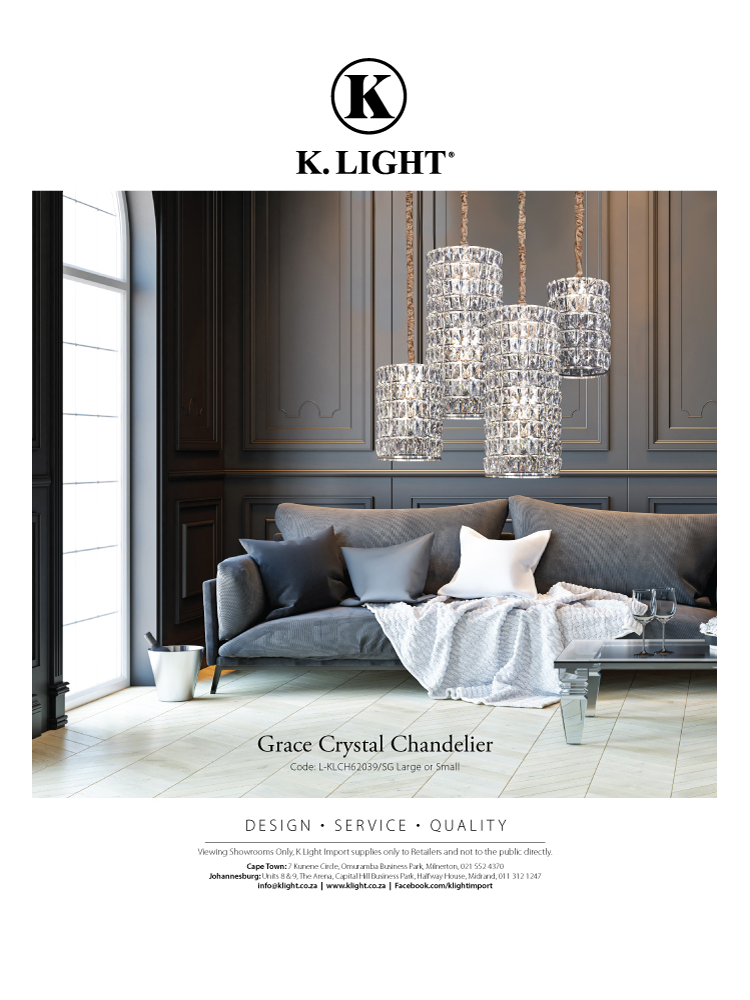 K
K. LIGHT®
Grace Crystal Chandelier
Code: L-KLCH62039/SG Large or Small
DESIGN • SERVICE • QUALITY
Viewing Showrooms Only, K Light Import supplies only to Retailers and not to the public directly.
Cape Town: 7 Kunene Circle, Omuramba Business Park, Milnerton, 021 552 4370
Johannesburg: Units 8 & 9, The Arena, Capital Hill Business Park, Halfway House, Midrand, 011 312 1247
info@klight.co.za | www.klight.co.za | Facebook.com/klightimport